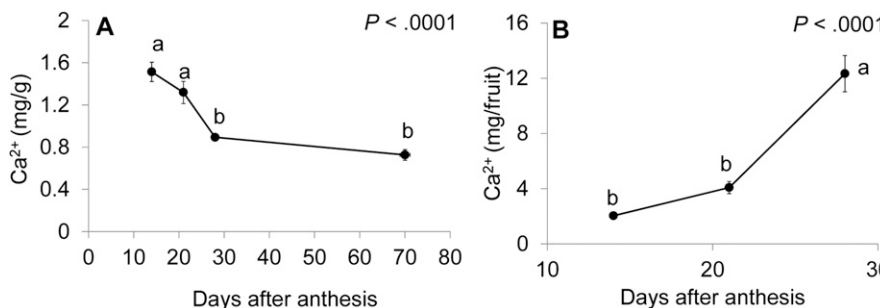 A
P < .0001
Ca²⁺ (mg/g)
2
1.6
1.2
0.8
0.4
0
a
a
b
b
0 10 20 30 40 50 60 70 80
Days after anthesis
B
P < .0001
Ca²⁺ (mg/fruit)
16
12
8
4
0
b
b
a
10 20 30
Days after anthesis